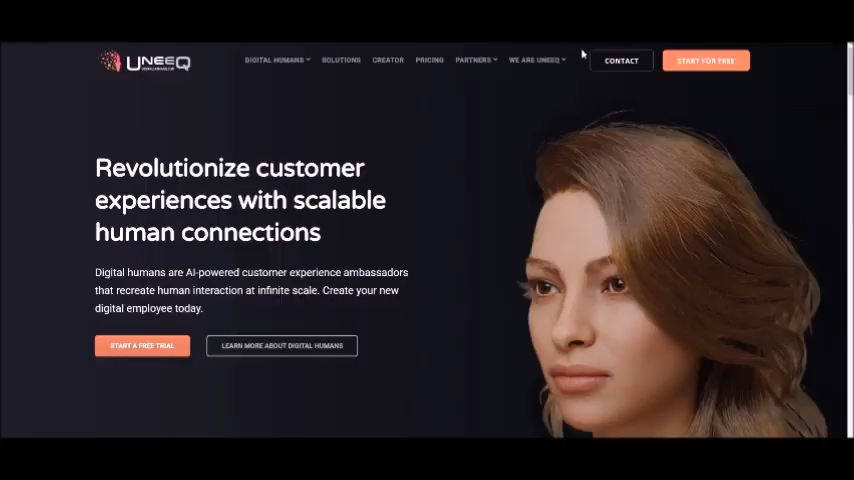 UNEEQ
DIGITAL HUMANS
SOLUTIONS
CREATOR
PRICING
PARTNERS
WE ARE UNEEQ
CONTACT
START FOR FREE
Revolutionize customer
experiences with scalable
human connections
Digital humans are AI-powered customer experience ambassadors
that recreate human interaction at infinite scale. Create your new
digital employee today.
START A FREE TRIAL
LEARN MORE ABOUT DIGITAL HUMANS